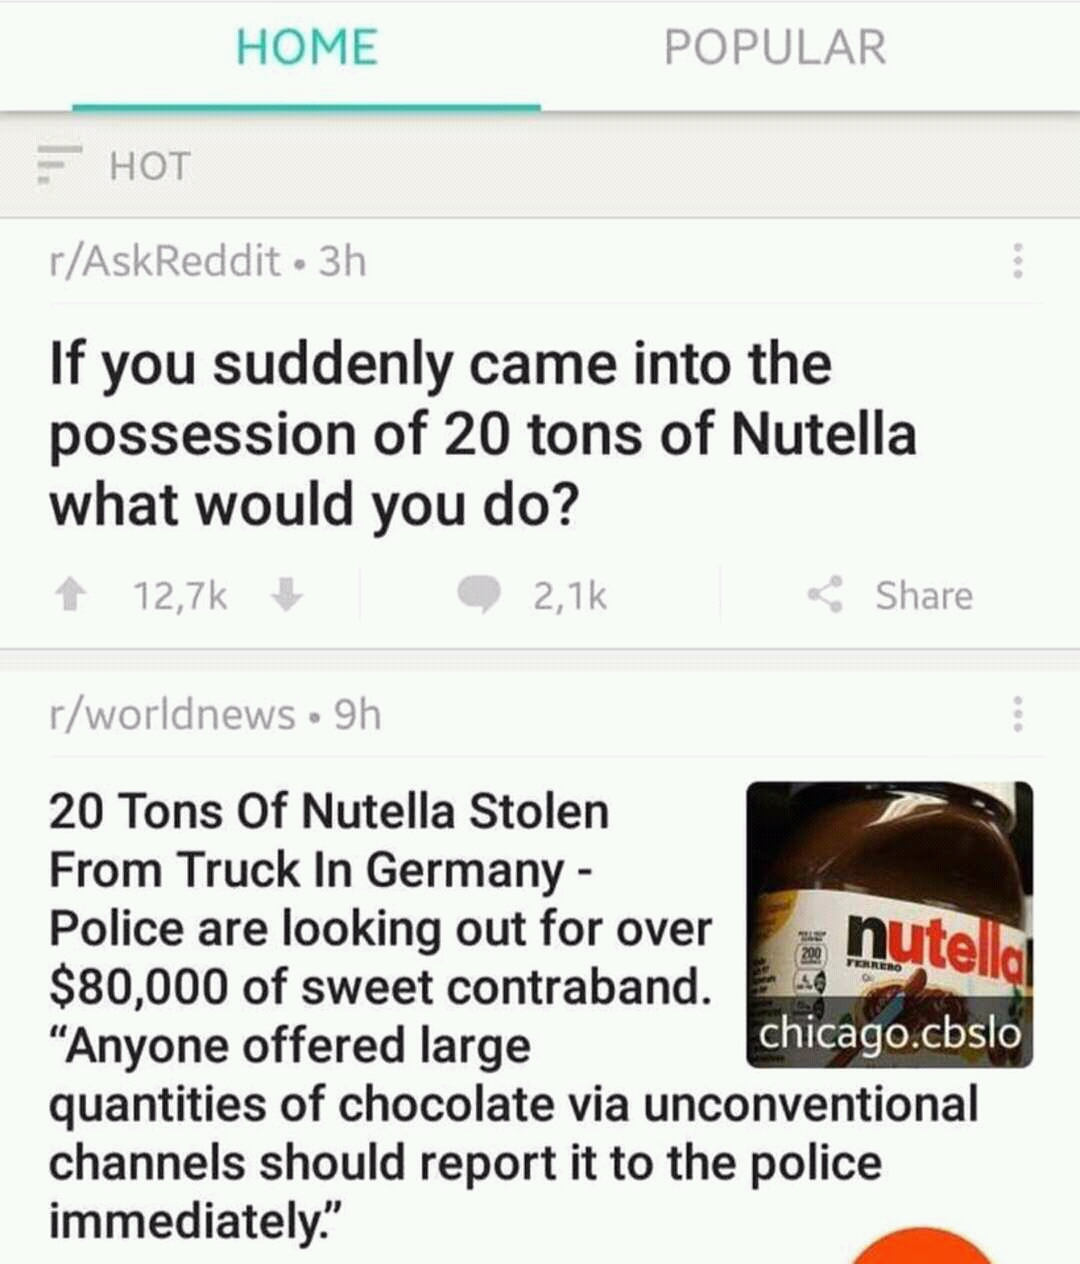 HOME
POPULAR
HOT
r/AskReddit • 3h
If you suddenly came into the
possession of 20 tons of Nutella
what would you do?
12,7k
2,1k
Share
r/worldnews • 9h
20 Tons Of Nutella Stolen
From Truck In Germany -
Police are looking out for over
$80,000 of sweet contraband.
“Anyone offered large
quantities of chocolate via unconventional
channels should report it to the police
immediately.”
nutella
FERRERO
200
chicago.cbslo